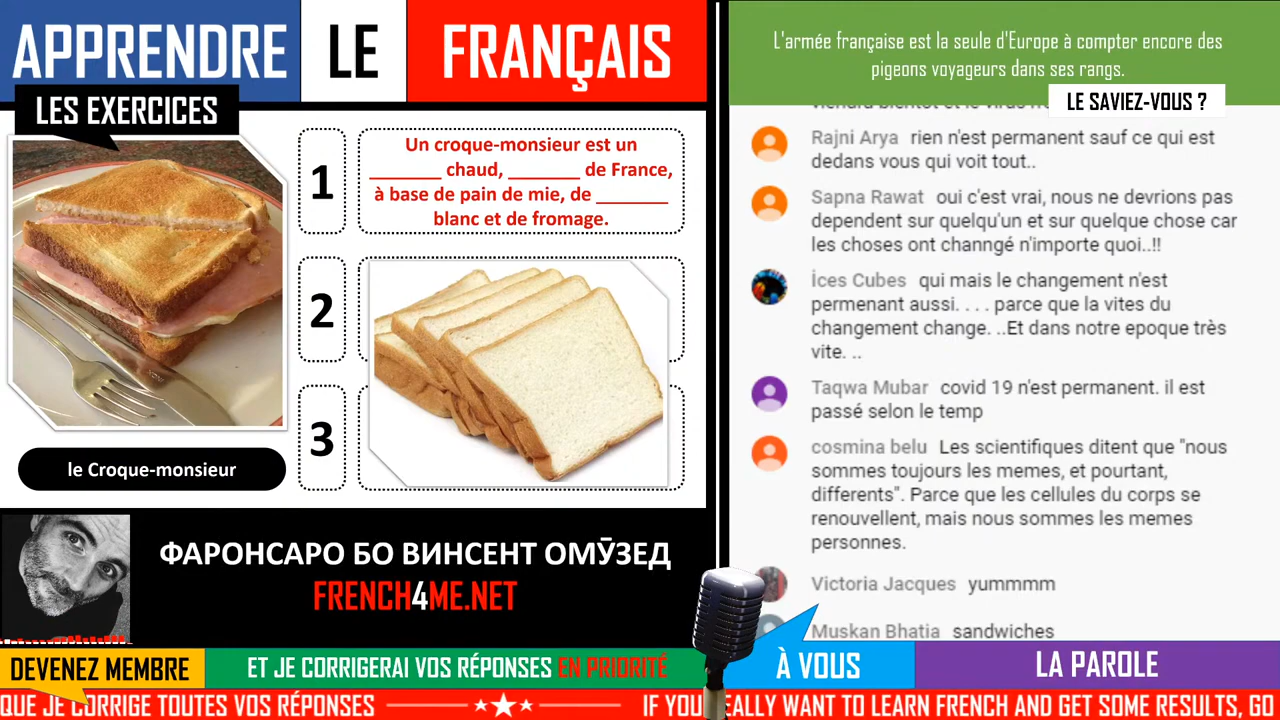 APPRENDRE LE FRANÇAIS
LES EXERCICES
1
Un croque-monsieur est un
_______ chaud, _______ de France,
à base de pain de mie, de _______
blanc et de fromage.
2
3
le Croque-monsieur
ФАРОНСАРО БО ВИНСЕНТ ОМӮЗЕД
FRENCH4ME.NET
DEVENEZ MEMBRE
ET JE CORRIGERAI VOS RÉPONSES EN PRIORITÉ
L'armée française est la seule d'Europe à compter encore des
pigeons voyageurs dans ses rangs.
LE SAVIEZ-VOUS ?
Rajni Arya rien n'est permanent sauf ce qui est
dedans vous qui voit tout..
Sapna Rawat oui c'est vrai, nous ne devrions pas
dependent sur quelqu'un et sur quelque chose car
les choses ont channgé n'importe quoi..!!
İces Cubes qui mais le changement n'est
permenant aussi. . . . parce que la vites du
changement change. ..Et dans notre epoque très
vite. ..
Taqwa Mubar covid 19 n'est permanent. il est
passé selon le temp
cosmina belu Les scientifiques ditent que "nous
sommes toujours les memes, et pourtant,
differents". Parce que les cellules du corps se
renouvellent, mais nous sommes les memes
personnes.
Victoria Jacques yummmm
Muskan Bhatia sandwiches
À VOUS
LA PAROLE
QUE JE CORRIGE TOUTES VOS RÉPONSES
IF YOU REALLY WANT TO LEARN FRENCH AND GET SOME RESULTS, GO